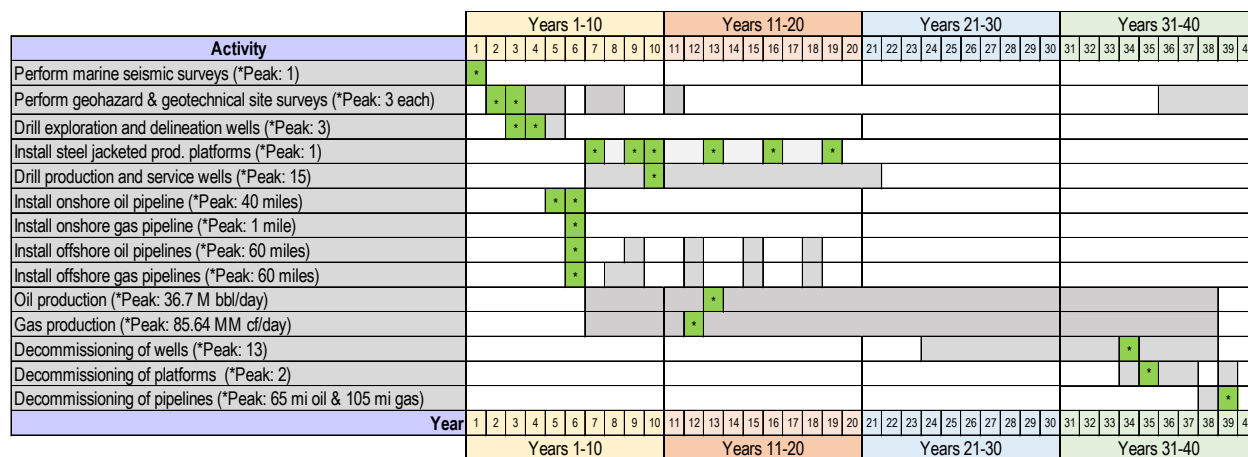 Years 1-10 Years 11-20 Years 21-30 Years 31-40
Activity 1 2 3 4 5 6 7 8 9 10 11 12 13 14 15 16 17 18 19 20 21 22 23 24 25 26 27 28 29 30 31 32 33 34 35 36 37 38 39 4
Perform marine seismic surveys (*Peak: 1) *
Perform geohazard & geotechnical site surveys (*Peak: 3 each) * *
Drill exploration and delineation wells (*Peak: 3) * *
Install steel jacketed prod. platforms (*Peak: 1) * * * * * *
Drill production and service wells (*Peak: 15) *
Install onshore oil pipeline (*Peak: 40 miles) * *
Install onshore gas pipeline (*Peak: 1 mile) *
Install offshore oil pipelines (*Peak: 60 miles) *
Install offshore gas pipelines (*Peak: 60 miles) *
Oil production (*Peak: 36.7 M bbl/day) *
Gas production (*Peak: 85.64 MM cf/day) *
Decommissioning of wells (*Peak: 13) *
Decommissioning of platforms (*Peak: 2) *
Decommissioning of pipelines (*Peak: 65 mi oil & 105 mi gas) *
Year 1 2 3 4 5 6 7 8 9 10 11 12 13 14 15 16 17 18 19 20 21 22 23 24 25 26 27 28 29 30 31 32 33 34 35 36 37 38 39 4
Years 1-10 Years 11-20 Years 21-30 Years 31-40